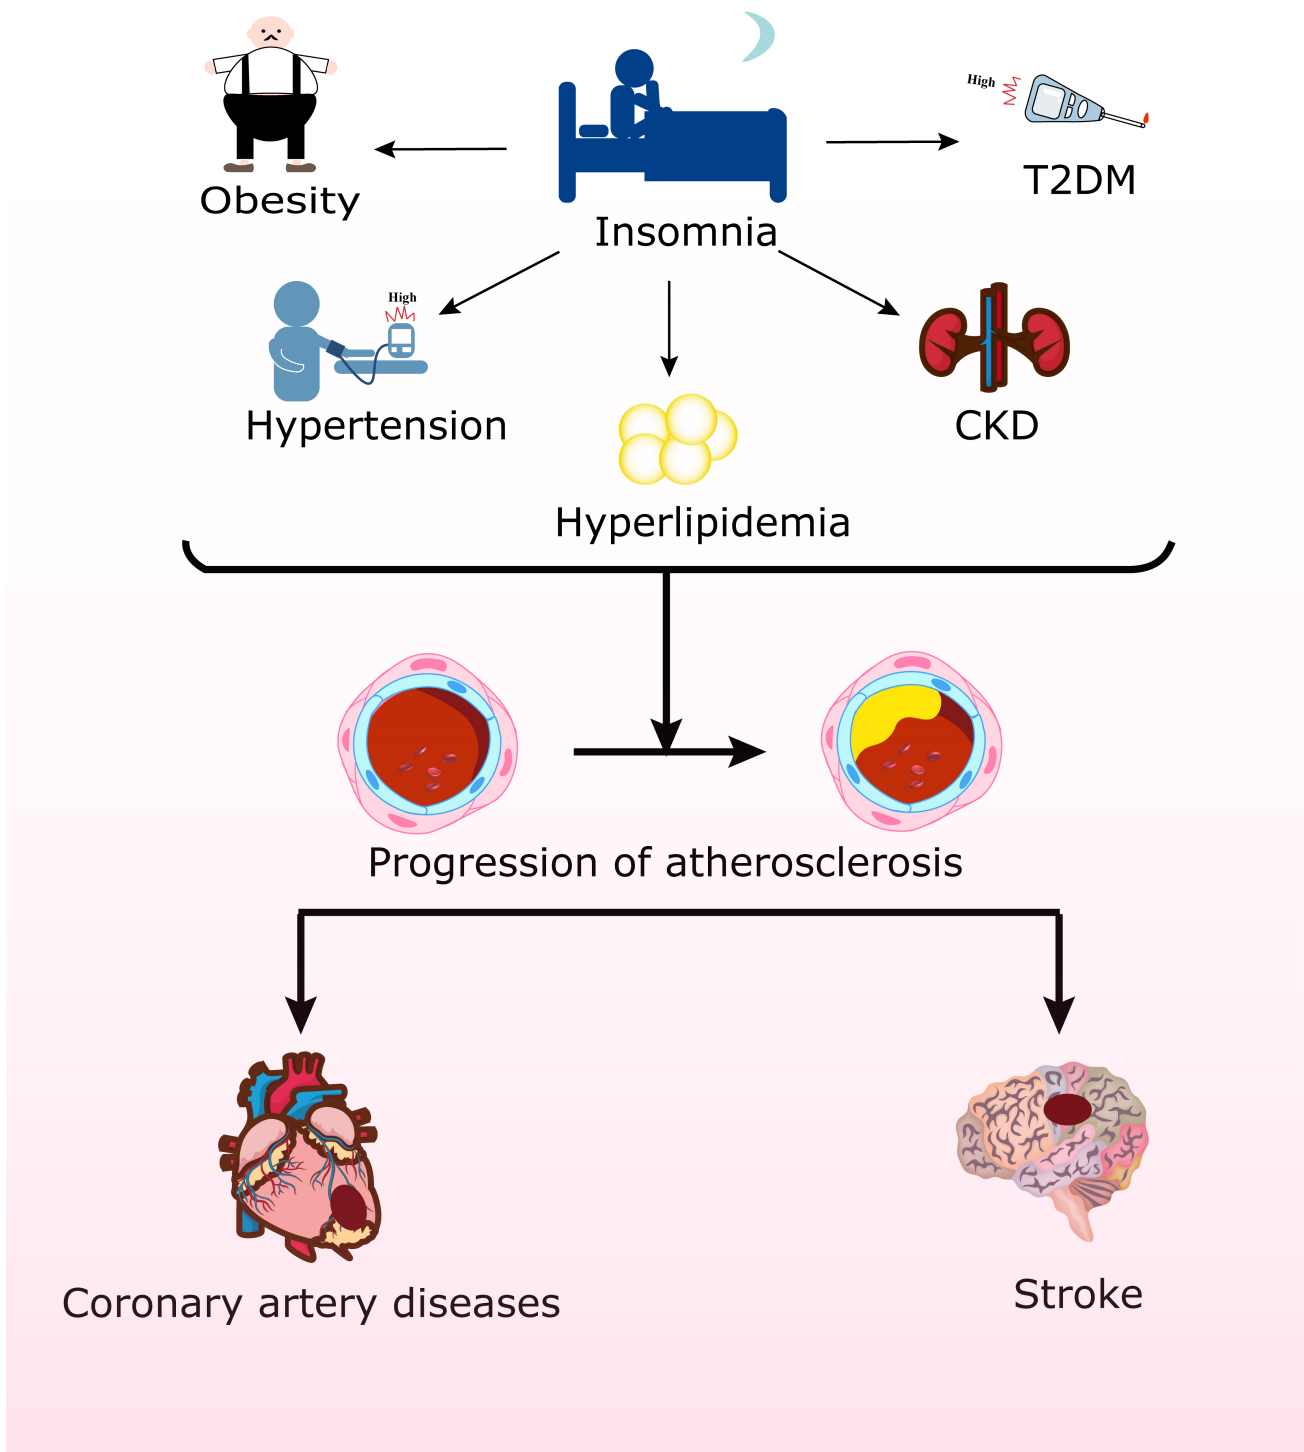 High
T2DM
Obesity
Insomnia
High
Hypertension
CKD
Hyperlipidemia
Progression of atherosclerosis
Coronary artery diseases
Stroke